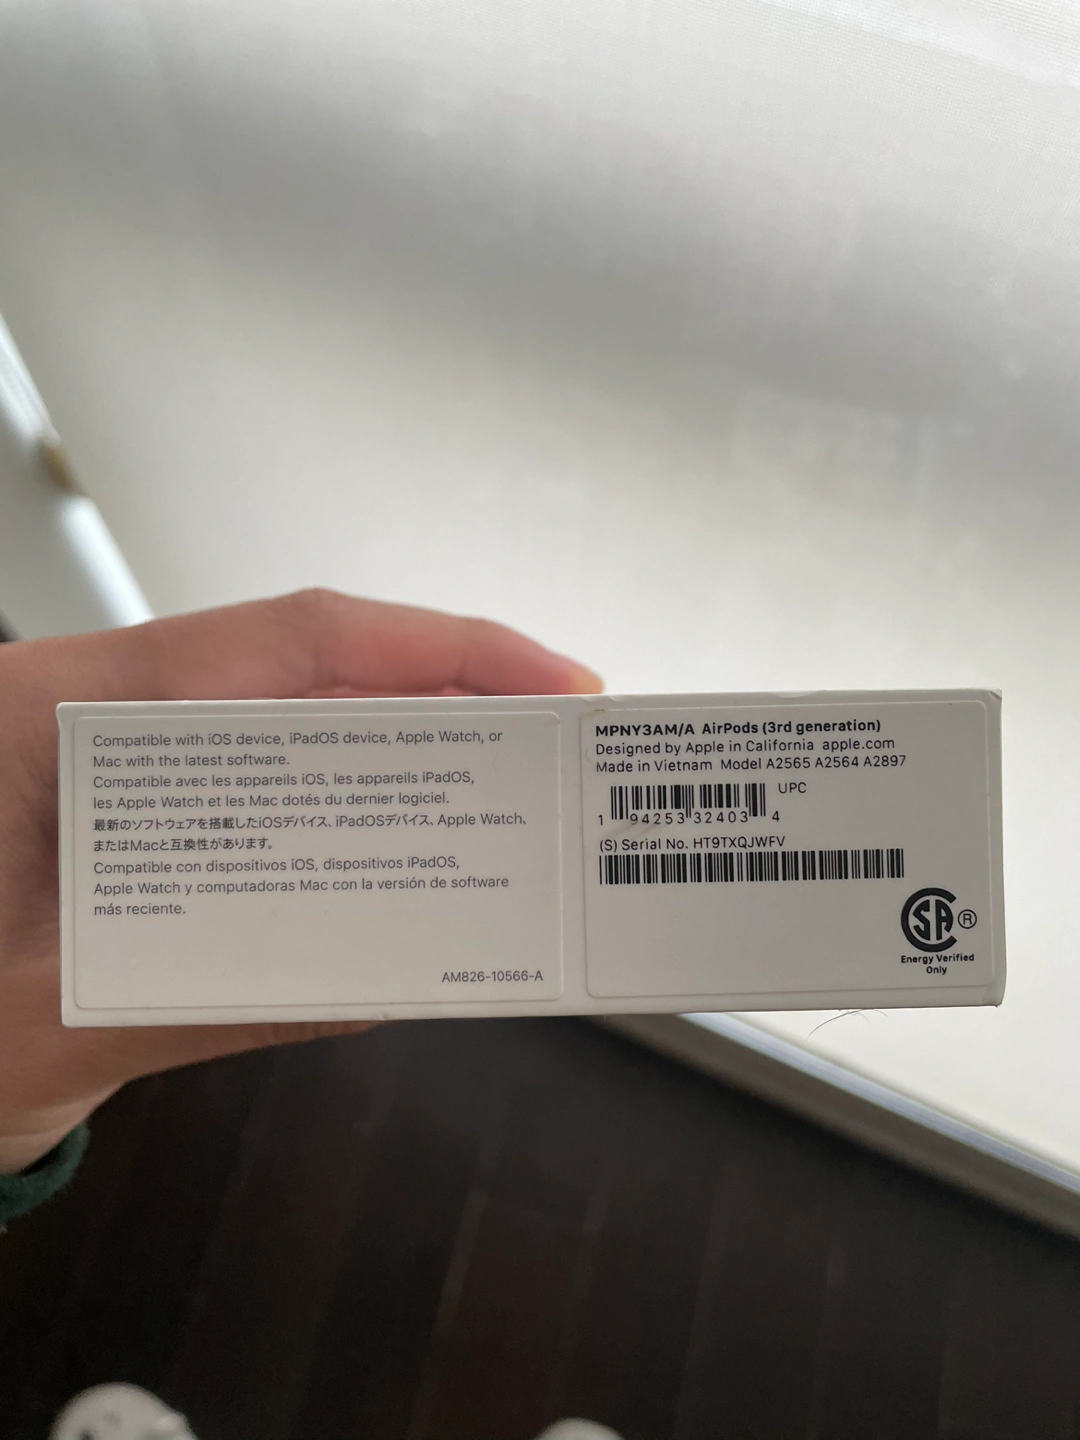 Compatible with iOS device, iPadOS device, Apple Watch, or
Mac with the latest software.
Compatible avec les appareils iOS, les appareils iPadOS,
les Apple Watch et les Mac dotés du dernier logiciel.
最新のソフトウェアを搭載したiOSデバイス、iPadOSデバイス、Apple Watch、
またはMacと互換性があります。
Compatible con dispositivos iOS, dispositivos iPadOS,
Apple Watch y computadoras Mac con la versión de software
más reciente.
AM826-10566-A
MPNY3AM/A AirPods (3rd generation)
Designed by Apple in California apple.com
Made in Vietnam Model A2565 A2564 A2897
UPC
1 94253 32403 4
(S) Serial No. HT9TXQJWFV
SA ®
Energy Verified
Only